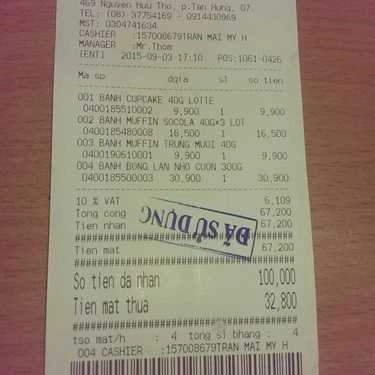 469 Nguyen Huu Tho, p.Tan Hung, Q7.
TEL: (08) 37754169 - 0914430969
MST: 0304741634
CASHIER :157008679TRAN MAI MY H
MANAGER :Mr.Thom
[ENT] 2015-09-03 17:10 POS:1061-0426
Ma sp dgia sl so tien
001 BANH CUPCAKE 40G LOTTE
0400185510002 9,900 1 9,900
002 BANH MUFFIN SOCOLA 40G*3 LOT
0400185480008 16,500 1 16,500
003 BANH MUFFIN TRUNG MUOI 40G
0400190610001 9,900 1 9,900
004 BANH BONG LAN NHO CUON 300G
0400185500003 30,900 1 30,900
10 % VAT 6,109
Tong cong 67,200
Tien nhan 67,200
ĐÃ SỬ DỤNG
################################
Tien mat 67,200
################################
So tien da nhan 100,000
Tien mat thua 32,800
################################
tso mat/h : 4 tong sl bhang : 4
004 CASHIER :157008679TRAN MAI MY H